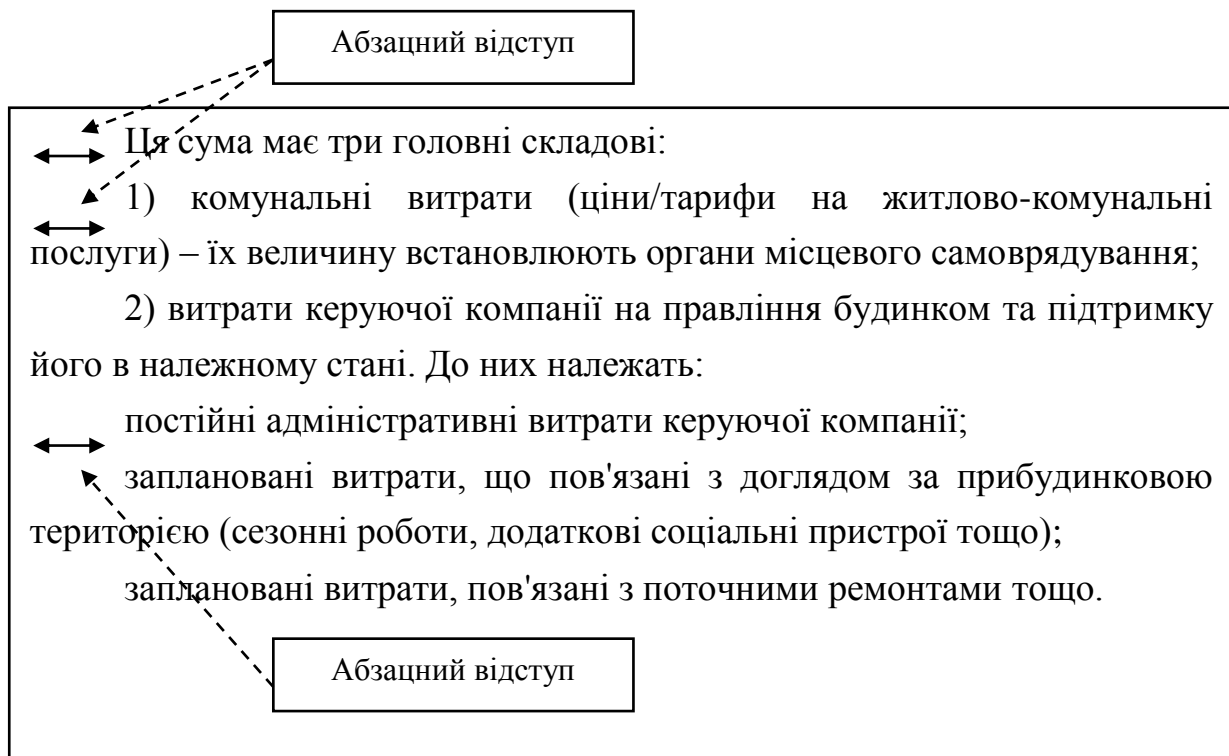 Абзацний відступ
Ця сума має три головні складові:
1) комунальні витрати (ціни/тарифи на житлово-комунальні
послуги) – їх величину встановлюють органи місцевого самоврядування;
2) витрати керуючої компанії на правління будинком та підтримку
його в належному стані. До них належать:
постійні адміністративні витрати керуючої компанії;
заплановані витрати, що пов'язані з доглядом за прибудинковою
територією (сезонні роботи, додаткові соціальні пристрої тощо);
заплановані витрати, пов'язані з поточними ремонтами тощо.
Абзацний відступ